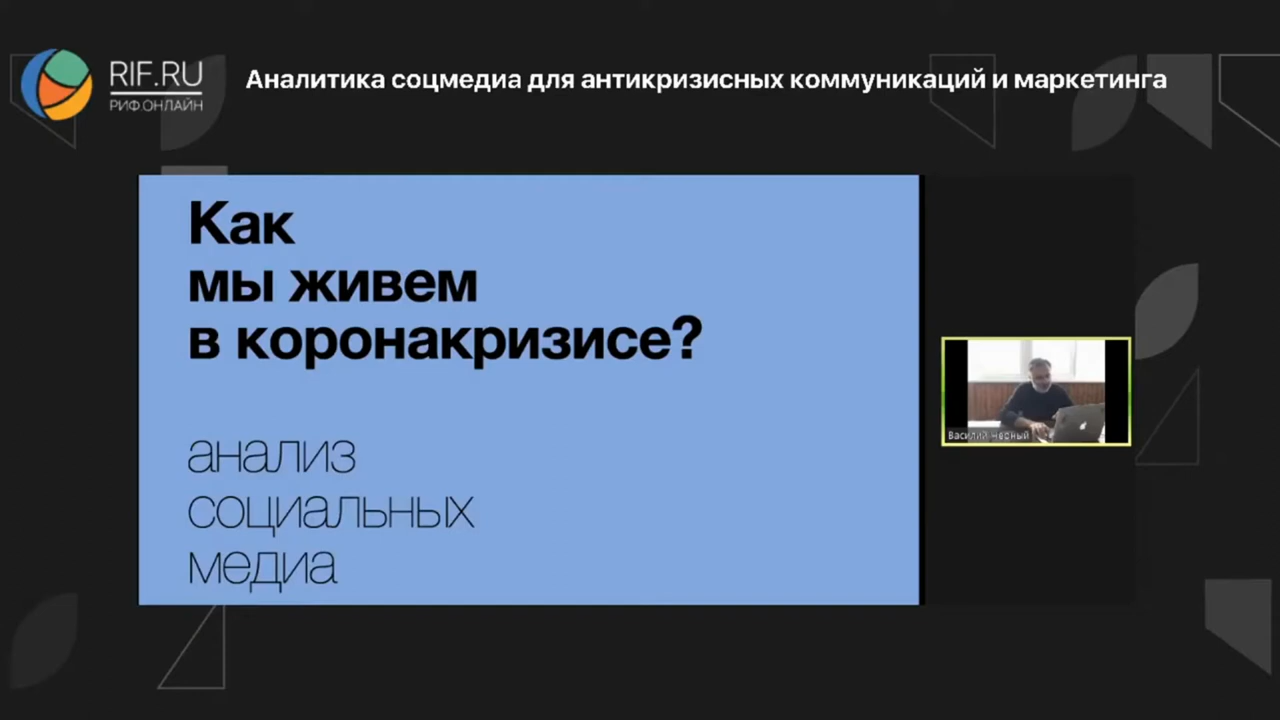 RIF.RU
РИФ.ОНЛАЙН
Аналитика соцмедиа для антикризисных коммуникаций и маркетинга
Как
мы живем
в коронакризисе?
анализ
социальных
медиа
Василий Черный